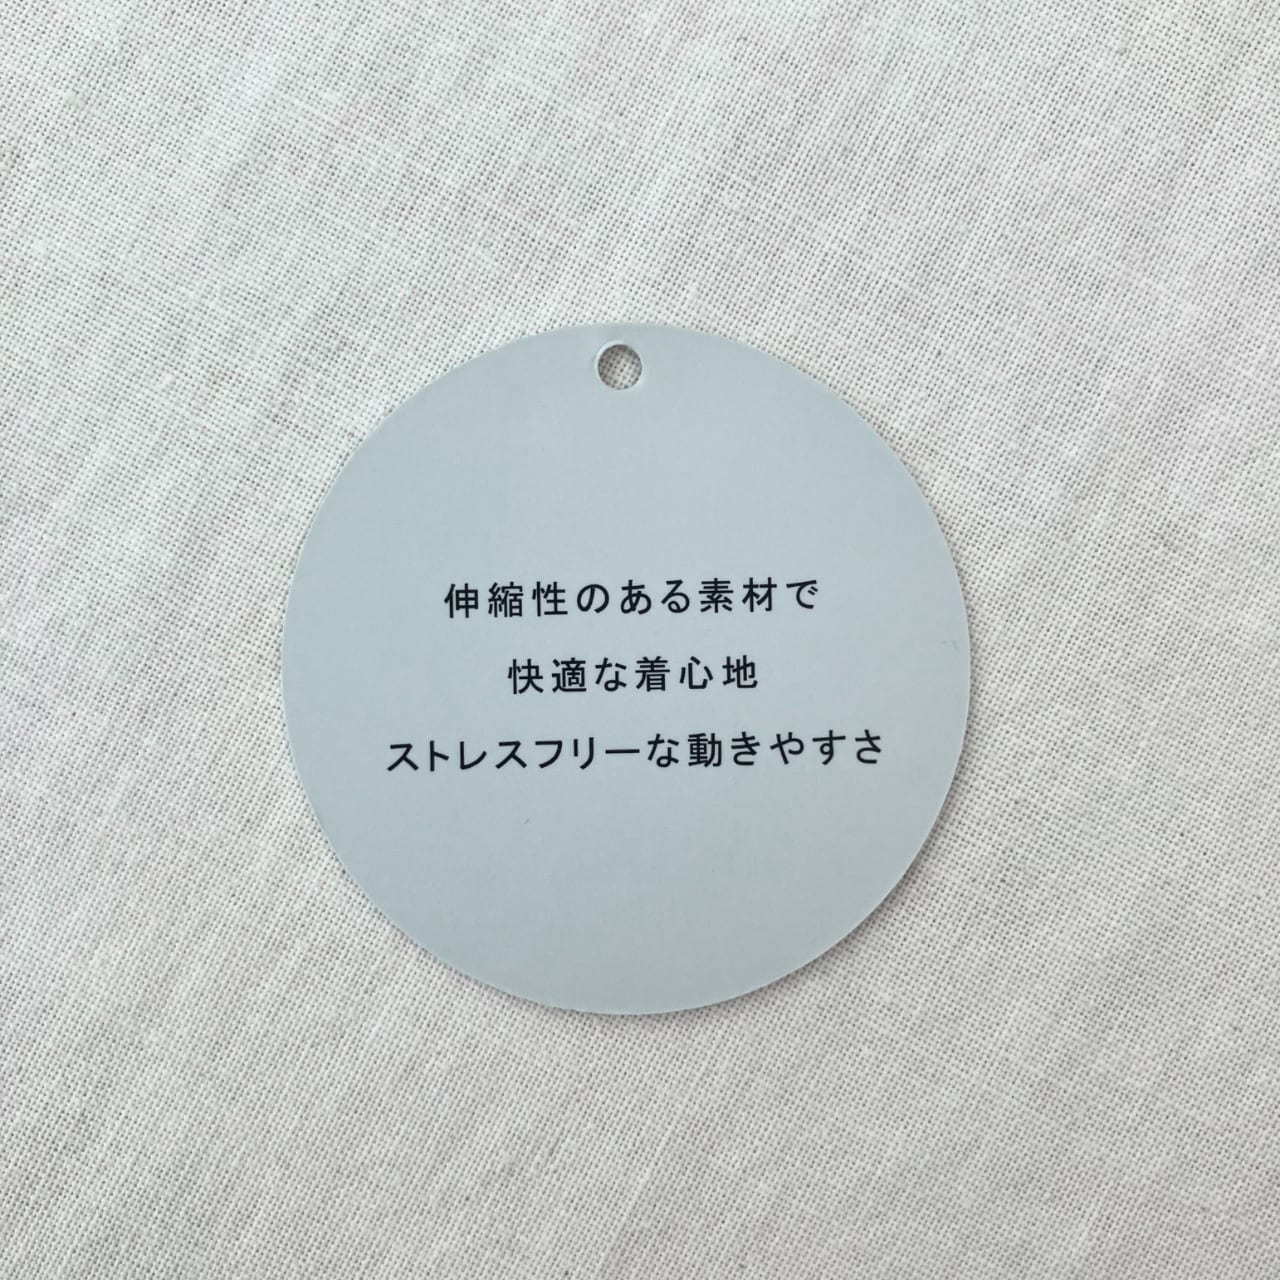 伸縮性のある素材で
快適な着心地
ストレスフリーな動きやすさ